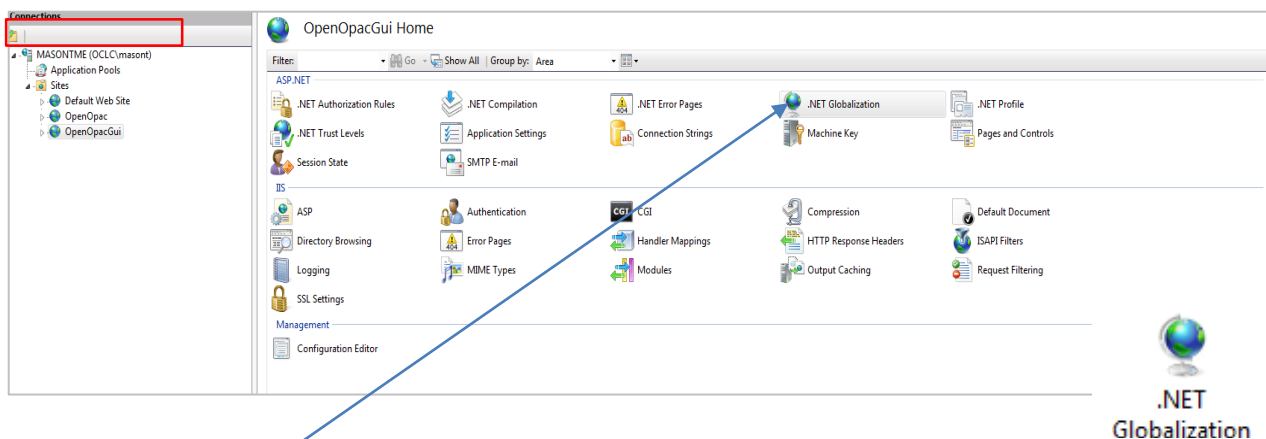 Connections
MASONTME (OCLC\masont)
Application Pools
Sites
Default Web Site
OpenOpac
OpenOpacGui
OpenOpacGui Home
Filter: Go Show All Group by: Area
ASP.NET
.NET Authorization Rules .NET Compilation .NET Error Pages .NET Globalization .NET Profile
.NET Trust Levels Application Settings Connection Strings Machine Key Pages and Controls
Session State SMTP E-mail
IIS
ASP Authentication CGI Compression Default Document
Directory Browsing Error Pages Handler Mappings HTTP Response Headers ISAPI Filters
Logging MIME Types Modules Output Caching Request Filtering
SSL Settings
Management
Configuration Editor
.NET
Globalization